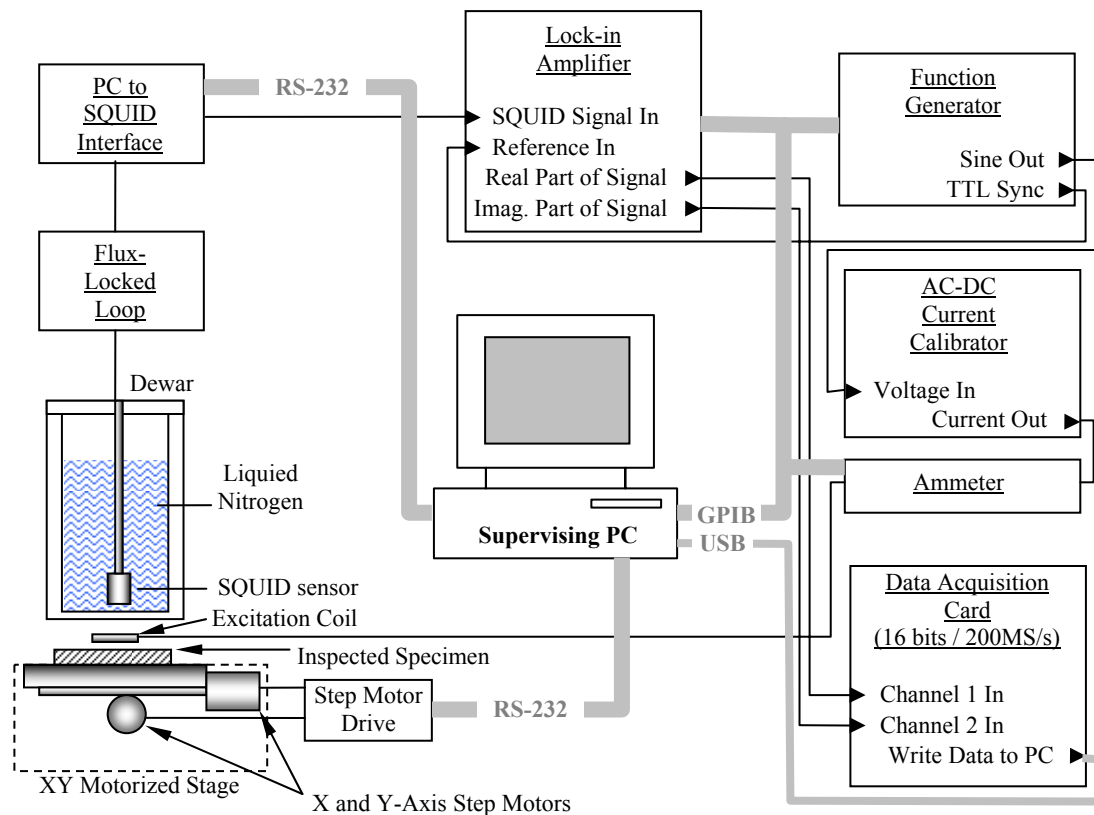 Lock-in
Amplifier
SQUID Signal In
Reference In
Real Part of Signal
Imag. Part of Signal
PC to
SQUID
Interface
RS-232
Function
Generator
Sine Out
TTL Sync
Flux-
Locked
Loop
AC-DC
Current
Calibrator
Voltage In
Current Out
Dewar
Liquied
Nitrogen
Ammeter
GPIB
USB
Supervising PC
SQUID sensor
Excitation Coil
Inspected Specimen
Data Acquisition
Card
(16 bits / 200MS/s)
Channel 1 In
Channel 2 In
Write Data to PC
Step Motor
Drive
RS-232
XY Motorized Stage
X and Y-Axis Step Motors